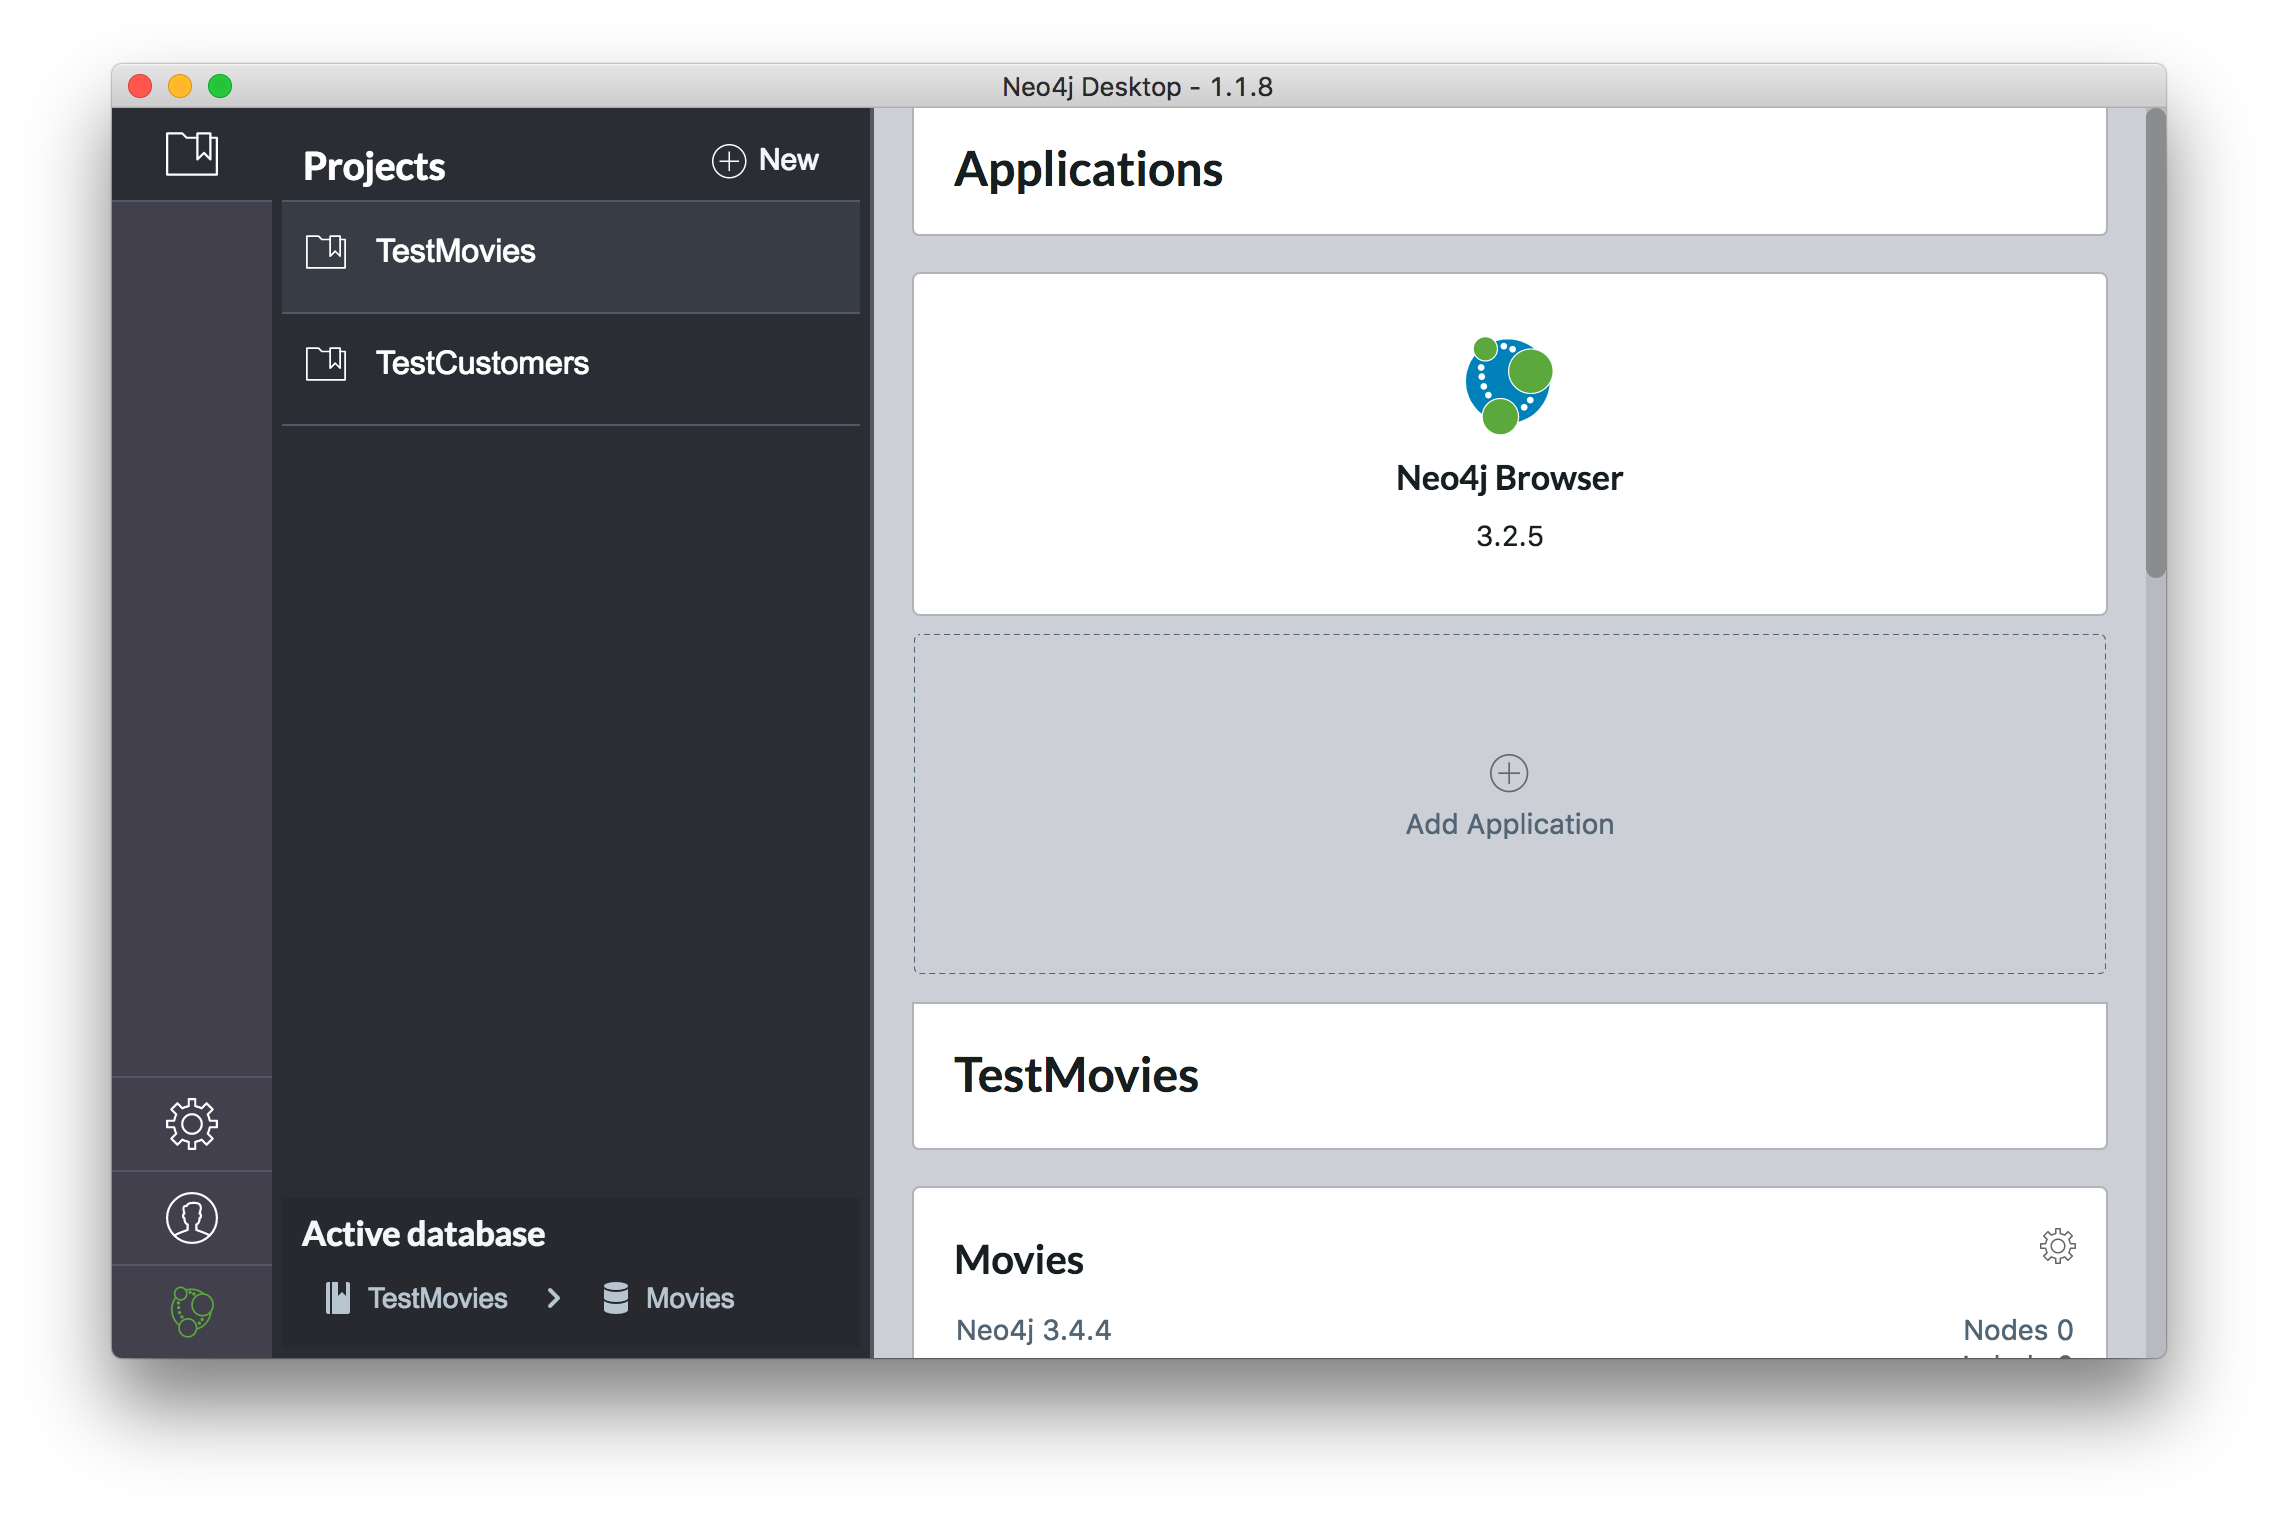 Neo4j Desktop - 1.1.8
Projects
New
TestMovies
TestCustomers
Active database
TestMovies > Movies
Applications
Neo4j Browser
3.2.5
Add Application
TestMovies
Movies
Neo4j 3.4.4
Nodes 0